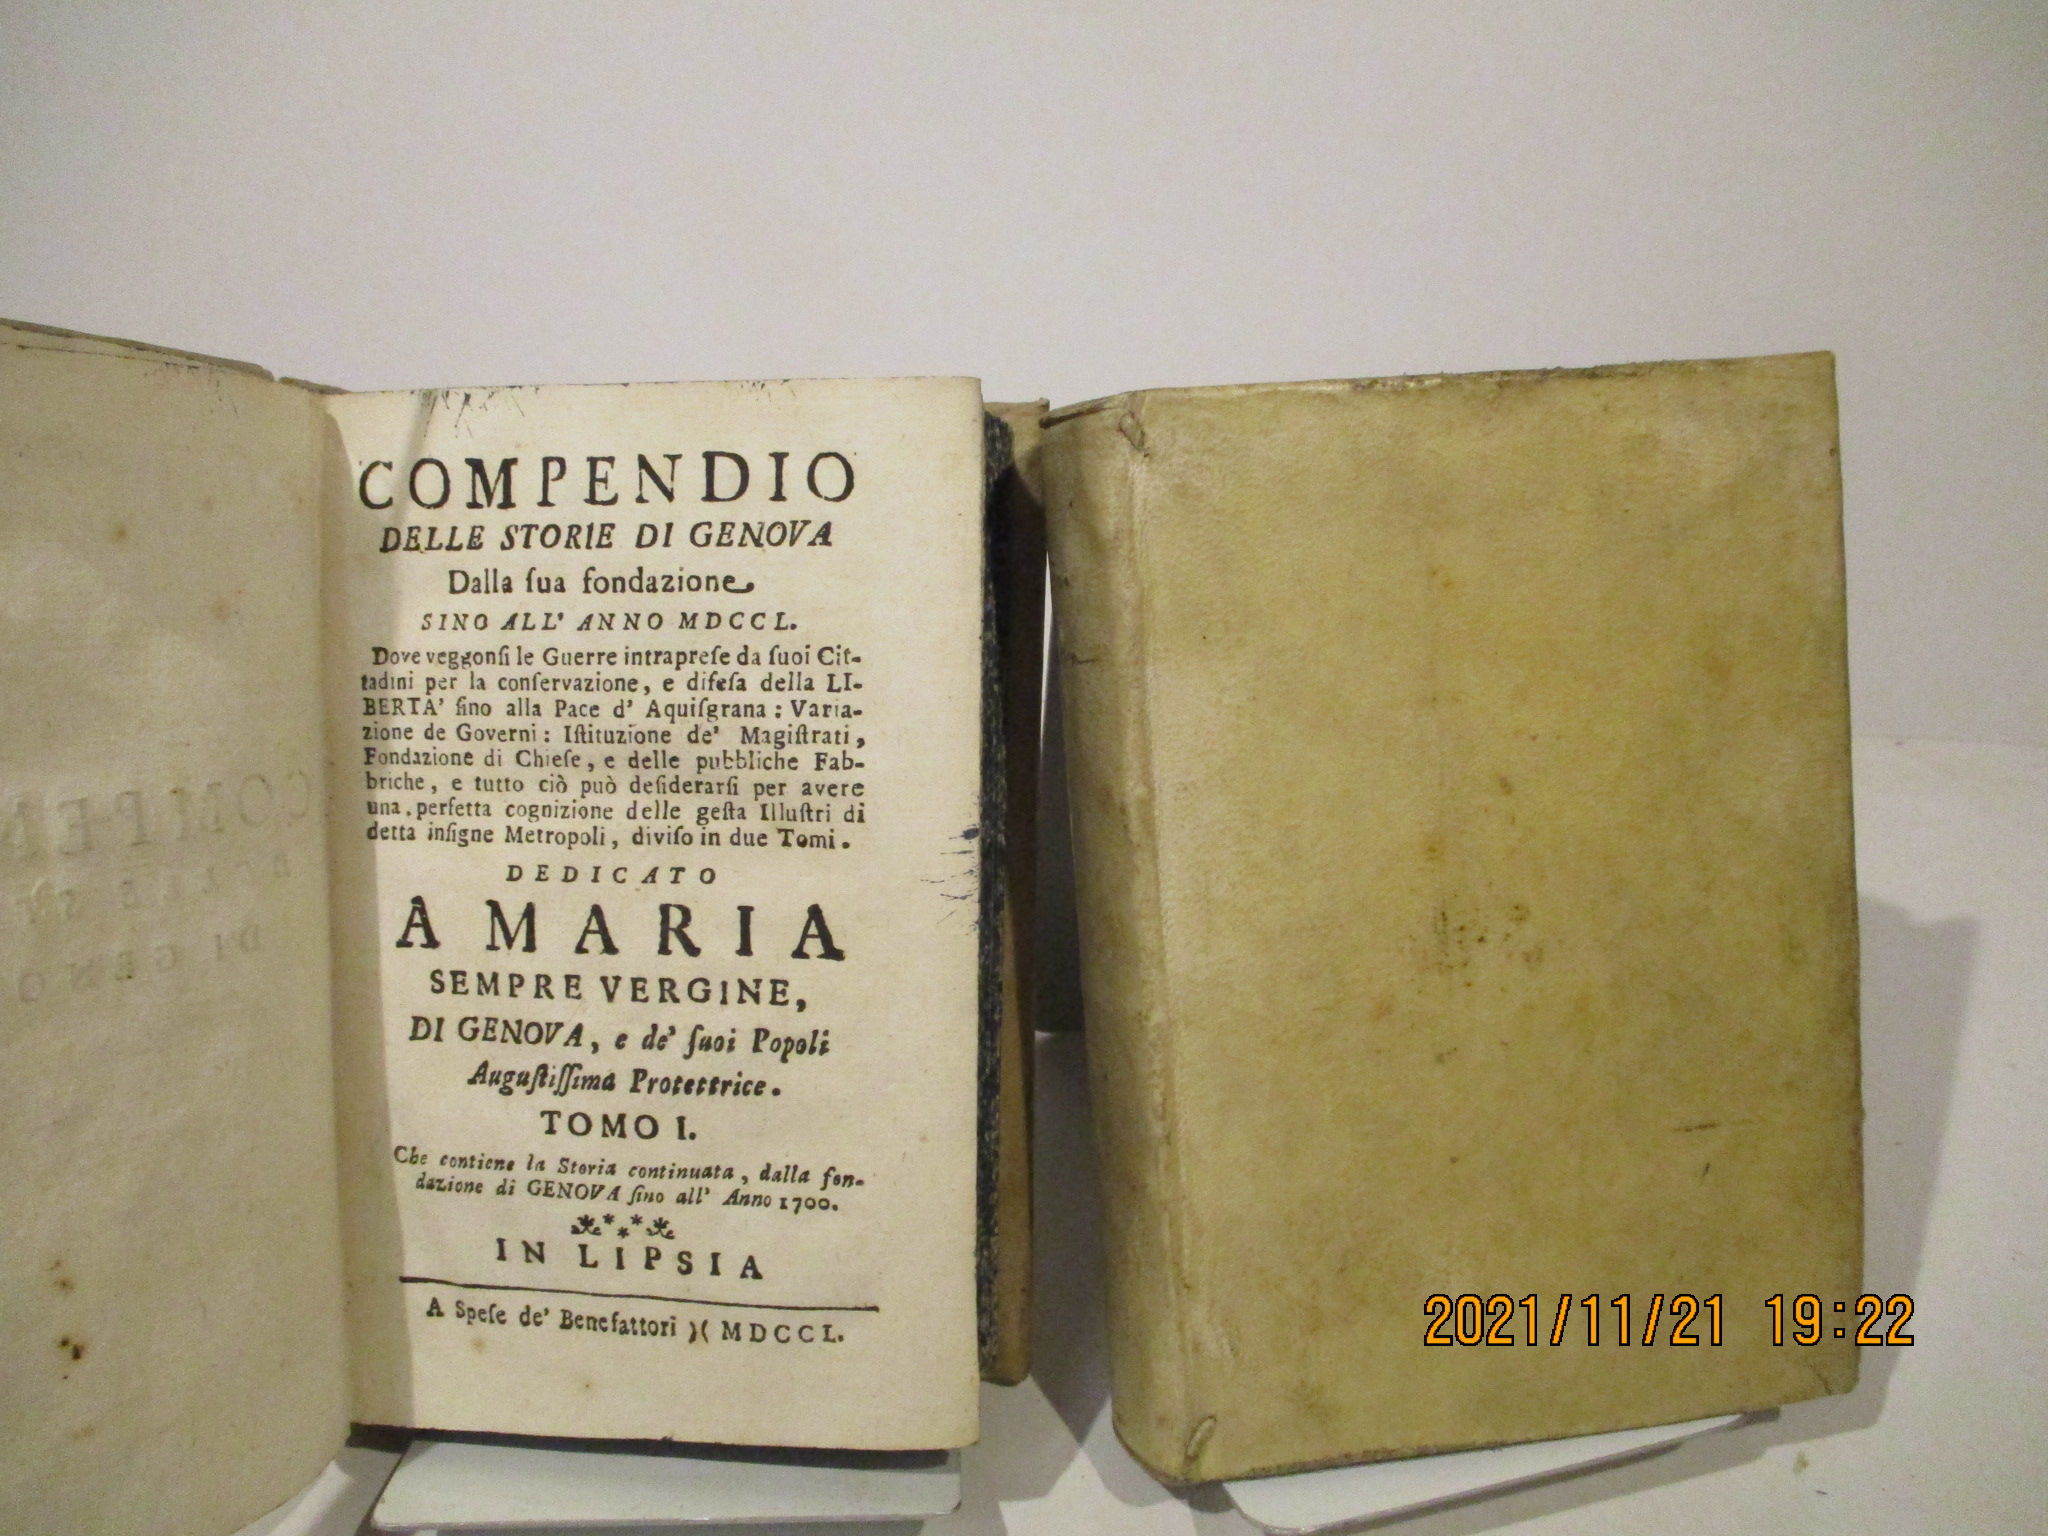 COMPENDIO
DELLE STORIE DI GENOVA
Dalla ſua fondazione
SINO ALL' ANNO MDCCL.
Dove veggonſi le Guerre intrapreſe da ſuoi Cit-
tadini per la conſervazione, e difeſa della LI-
BERTA' ſino alla Pace d' Aquiſgrana: Varia-
zione de Governi: Iſtituzione de' Magiſtrati,
Fondazione di Chieſe, e delle pubbliche Fab-
briche, e tutto ciò può deſiderarſi per avere
una perfetta cognizione delle geſta Illuſtri di
detta inſigne Metropoli, diviſo in due Tomi.
DEDICATO
A MARIA
SEMPRE VERGINE,
DI GENOVA, e de' ſuoi Popoli
Auguſtiſſima Protettrice.
TOMO I.
Che contiene la Storia continuata, dalla fon-
dazione di GENOVA ſino all' Anno 1700.
IN LIPSIA
A Speſe de' Benefattori )( MDCCL.
2021/11/21 19:22